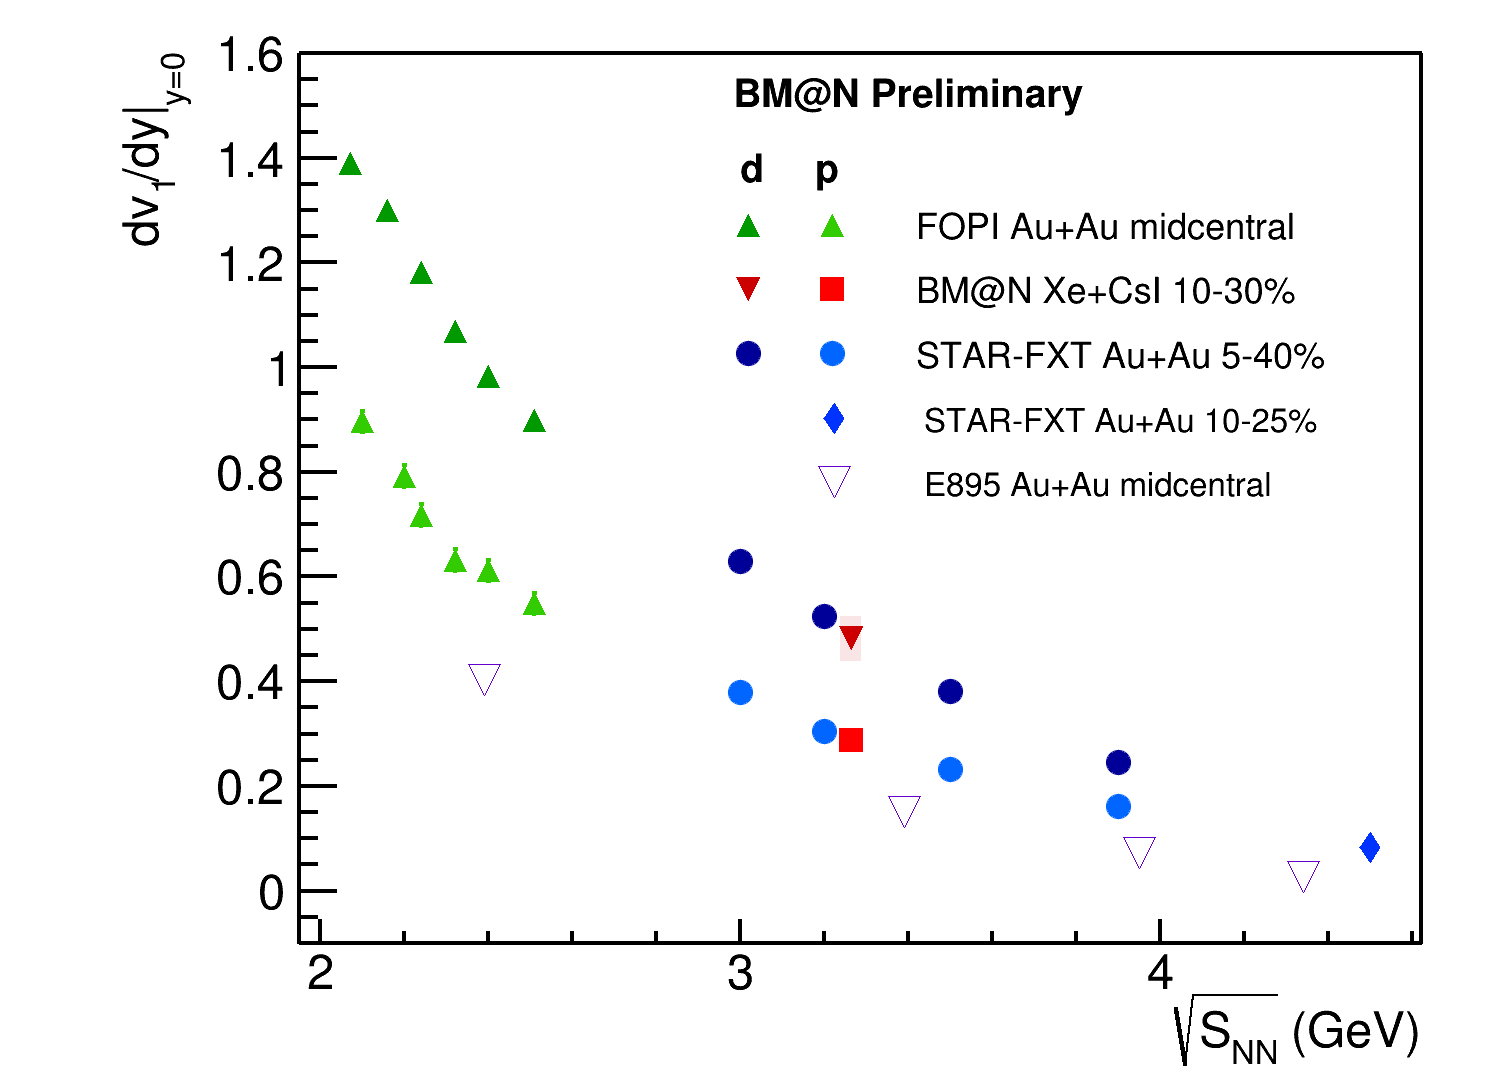 dv1/dy|y=0
1.6
1.4
1.2
1
0.8
0.6
0.4
0.2
0
BM@N Preliminary
d p
FOPI Au+Au midcentral
BM@N Xe+CsI 10-30%
STAR-FXT Au+Au 5-40%
STAR-FXT Au+Au 10-25%
E895 Au+Au midcentral
2 3 4
√SNN (GeV)